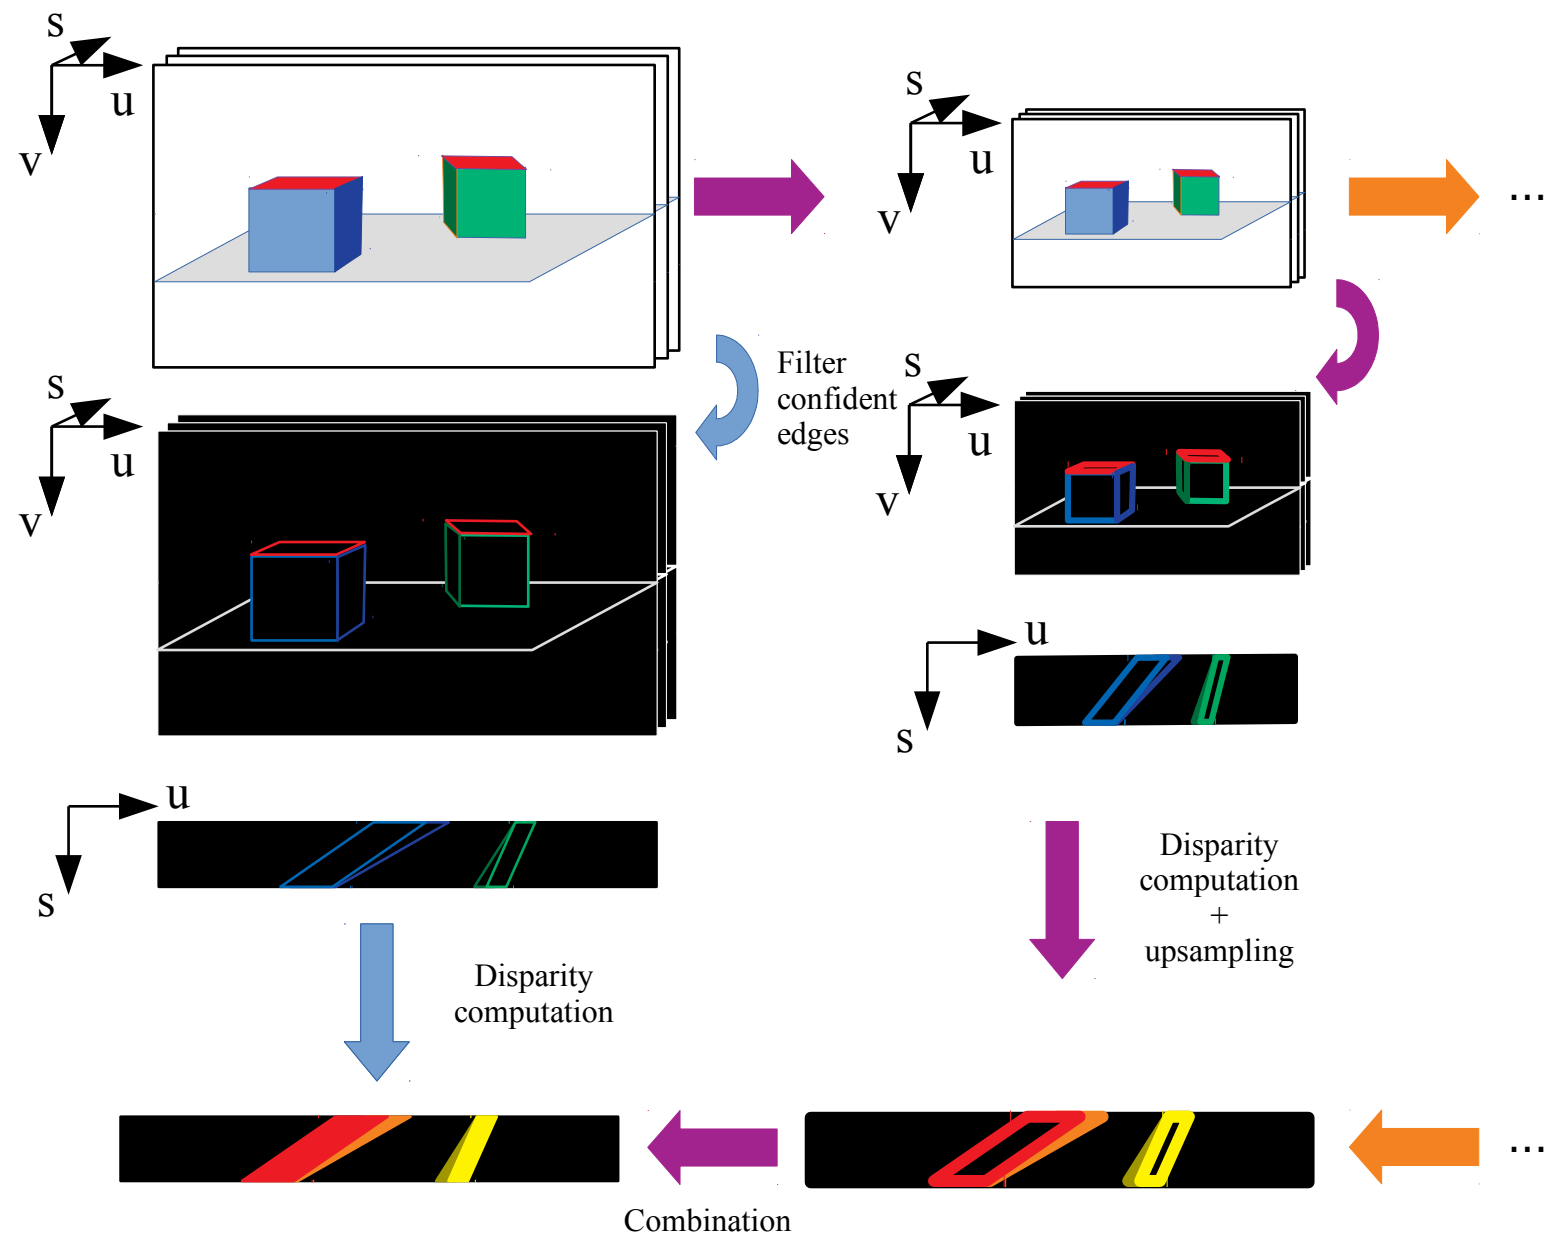 s
u
v
s
u
v
...
Filter
confident
edges
s
u
v
s
u
v
u
s
u
s
Disparity
computation
+
upsampling
Disparity
computation
...
Combination